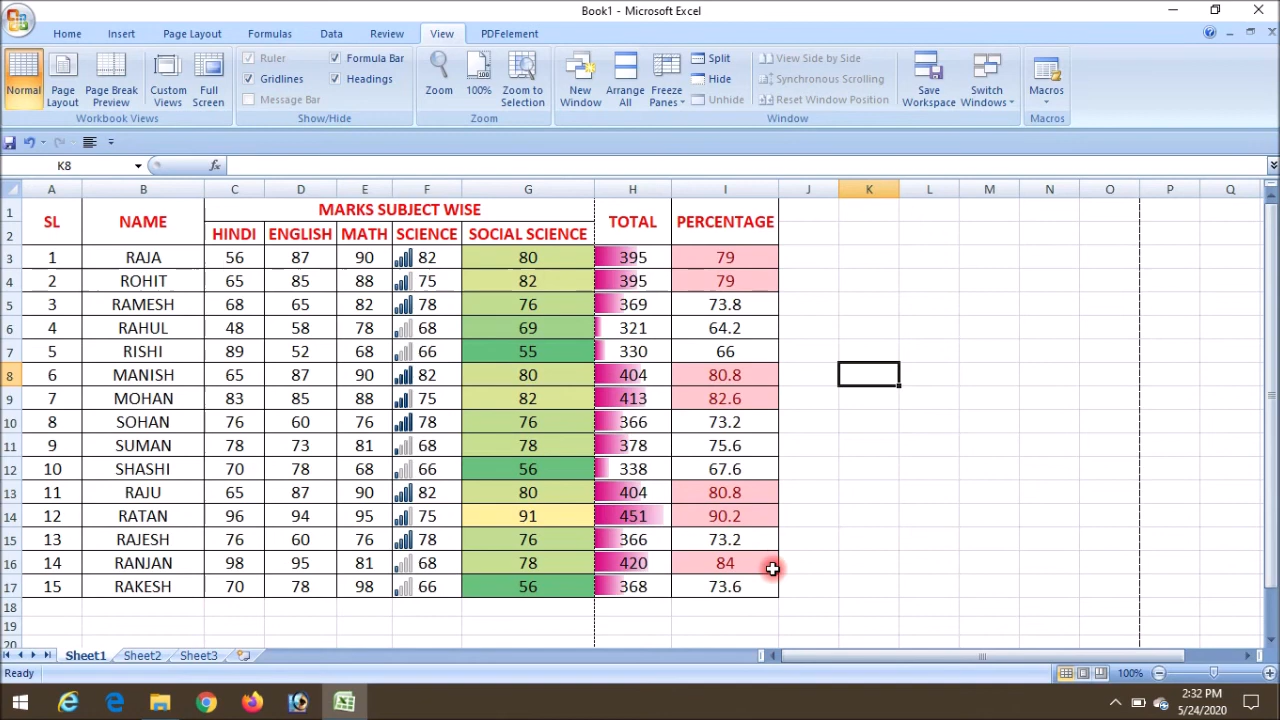 Book1 - Microsoft Excel
Home Insert Page Layout Formulas Data Review View PDFelement
Normal Page Layout Page Break Preview Custom Views Full Screen
Workbook Views
Ruler Formula Bar
Gridlines Headings
Message Bar
Show/Hide
Zoom 100% Zoom to Selection
Zoom
New Window Arrange All Freeze Panes
Split View Side by Side
Hide Synchronous Scrolling
Unhide Reset Window Position
Save Workspace Switch Windows
Window
Macros
Macros
K8 fx
A B C D E F G H I J K L M N O P Q
1 SL NAME MARKS SUBJECT WISE TOTAL PERCENTAGE
2 HINDI ENGLISH MATH SCIENCE SOCIAL SCIENCE
3 1 RAJA 56 87 90 82 80 395 79
4 2 ROHIT 65 85 88 75 82 395 79
5 3 RAMESH 68 65 82 78 76 369 73.8
6 4 RAHUL 48 58 78 68 69 321 64.2
7 5 RISHI 89 52 68 66 55 330 66
8 6 MANISH 65 87 90 82 80 404 80.8
9 7 MOHAN 83 85 88 75 82 413 82.6
10 8 SOHAN 76 60 76 78 76 366 73.2
11 9 SUMAN 78 73 81 68 78 378 75.6
12 10 SHASHI 70 78 68 66 56 338 67.6
13 11 RAJU 65 87 90 82 80 404 80.8
14 12 RATAN 96 94 95 75 91 451 90.2
15 13 RAJESH 76 60 76 78 76 366 73.2
16 14 RANJAN 98 95 81 68 78 420 84
17 15 RAKESH 70 78 98 66 56 368 73.6
18
19
20
Sheet1 Sheet2 Sheet3
Ready 100%
2:32 PM
5/24/2020